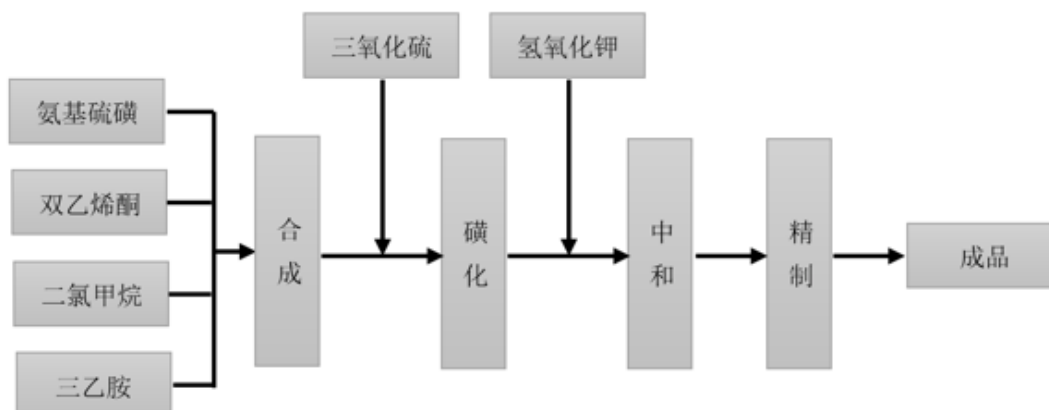 三氧化硫
氢氧化钾
氨基硫磺
双乙烯酮
二氯甲烷
三乙胺
合成
磺化
中和
精制
成品